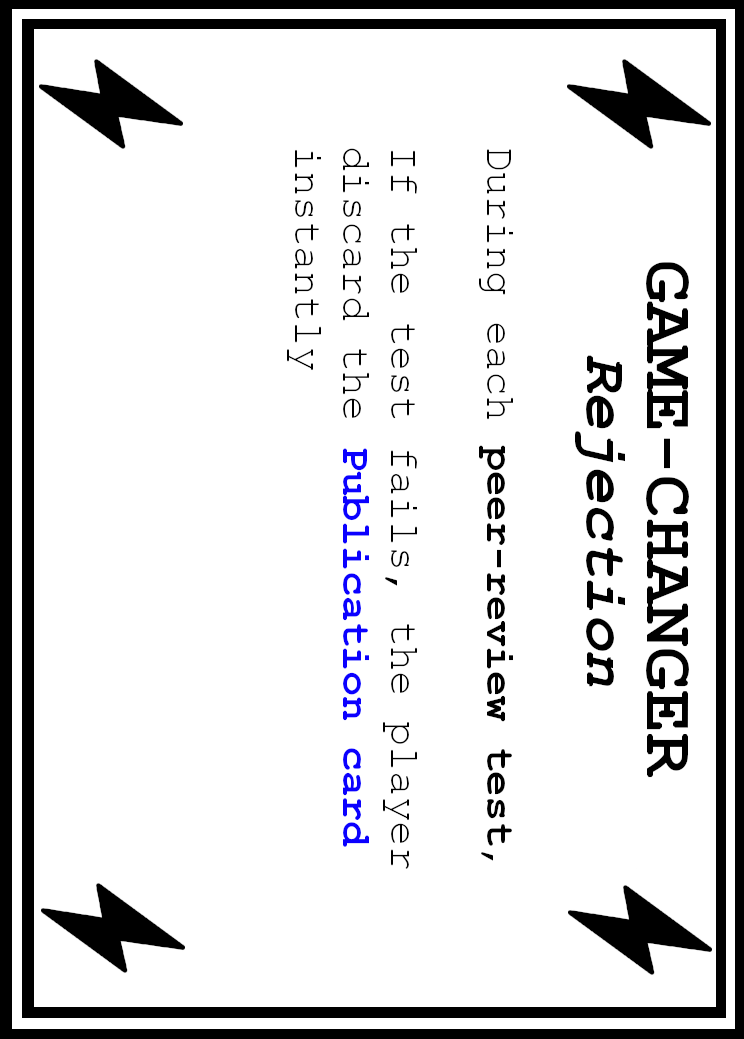 GAME-CHANGER
Rejection
During each peer-review test,
If the test fails, the player
discard the Publication card
instantly